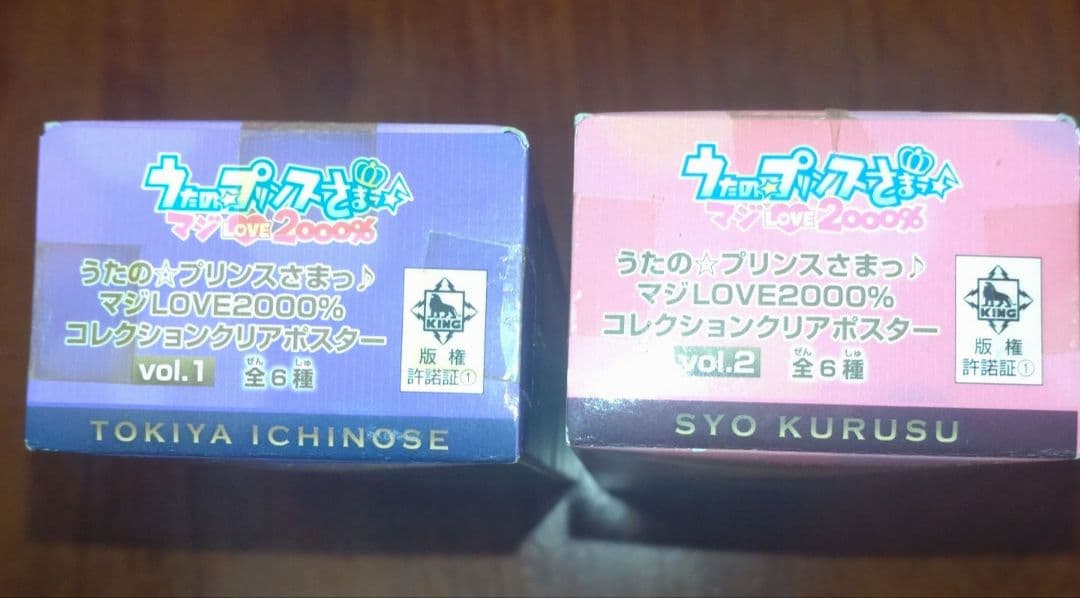 うたの☆プリンスさまっ♪
マジLOVE2000%
うたの☆プリンスさまっ♪
マジLOVE2000%
コレクションクリアポスター
vol.1 ぜん しゅ
全6種
KING
版権
許諾証①
TOKIYA ICHINOSE
うたの☆プリンスさまっ♪
マジLOVE2000%
うたの☆プリンスさまっ♪
マジLOVE2000%
コレクションクリアポスター
vol.2 ぜん しゅ
全6種
KING
版権
許諾証①
SYO KURUSU